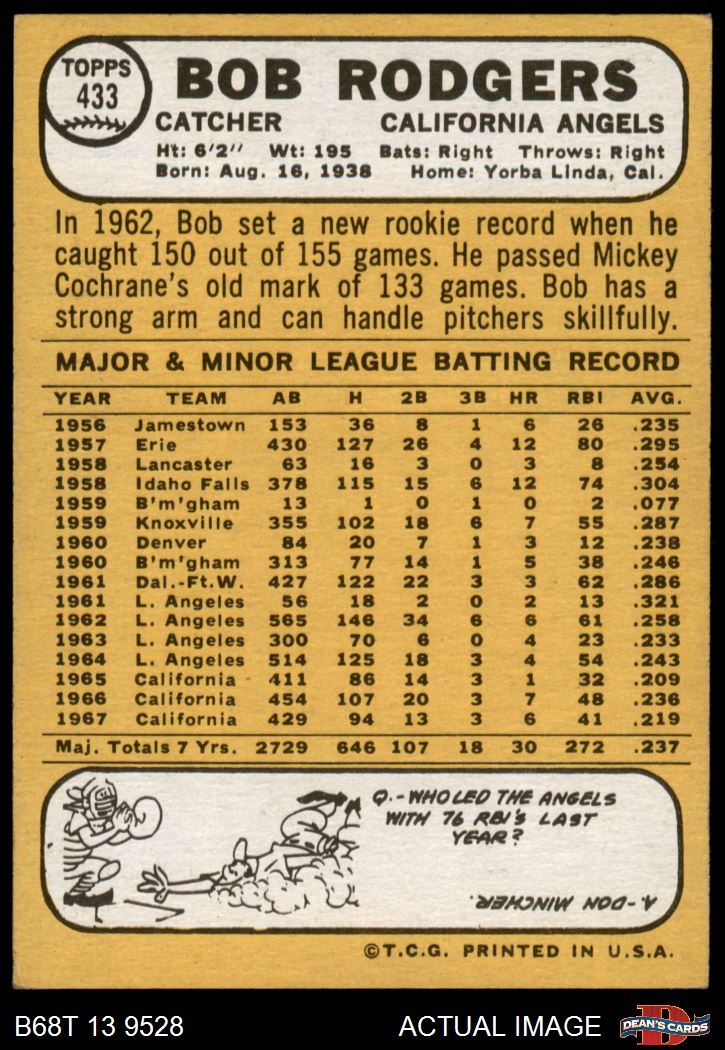 TOPPS
433
BOB RODGERS
CATCHER CALIFORNIA ANGELS
Ht: 6'2" Wt: 195 Bats: Right Throws: Right
Born: Aug. 16, 1938 Home: Yorba Linda, Cal.
In 1962, Bob set a new rookie record when he
caught 150 out of 155 games. He passed Mickey
Cochrane's old mark of 133 games. Bob has a
strong arm and can handle pitchers skillfully.
MAJOR & MINOR LEAGUE BATTING RECORD
YEAR TEAM AB H 2B 3B HR RBI AVG.
1956 Jamestown 153 36 8 1 6 26 .235
1957 Erie 430 127 26 4 12 80 .295
1958 Lancaster 63 16 3 0 3 8 .254
1958 Idaho Falls 378 115 15 6 12 74 .304
1959 B'm'gham 13 1 0 1 0 2 .077
1959 Knoxville 355 102 18 6 7 55 .287
1960 Denver 84 20 7 1 3 12 .238
1960 B'm'gham 313 77 14 1 5 38 .246
1961 Dal.-Ft.W. 427 122 22 3 3 62 .286
1961 L. Angeles 56 18 2 0 2 13 .321
1962 L. Angeles 565 146 34 6 6 61 .258
1963 L. Angeles 300 70 6 0 4 23 .233
1964 L. Angeles 514 125 18 3 4 54 .243
1965 California 411 86 14 3 1 32 .209
1966 California 454 107 20 3 7 48 .236
1967 California 429 94 13 3 6 41 .219
Maj. Totals 7 Yrs. 2729 646 107 18 30 272 .237
Q.-WHO LED THE ANGELS
WITH 76 RBI'S LAST
YEAR?
A-DON MINCHER.
©T.C.G. PRINTED IN U.S.A.
B68T 13 9528 ACTUAL IMAGE DEAN'S CARDS